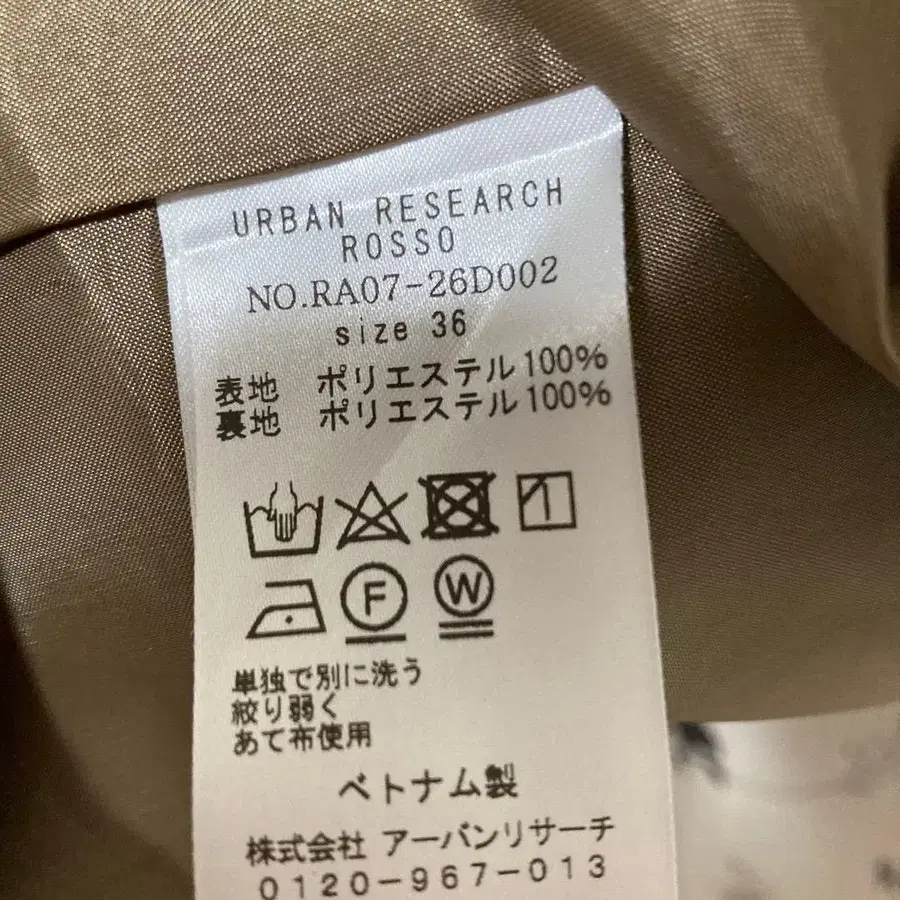 URBAN RESEARCH
ROSSO
NO.RA07-26D002
size 36
表地 ポリエステル100%
裏地 ポリエステル100%
F W
単独で別に洗う
絞り弱く
あて布使用
ベトナム製
株式会社 アーバンリサーチ
0120-967-013